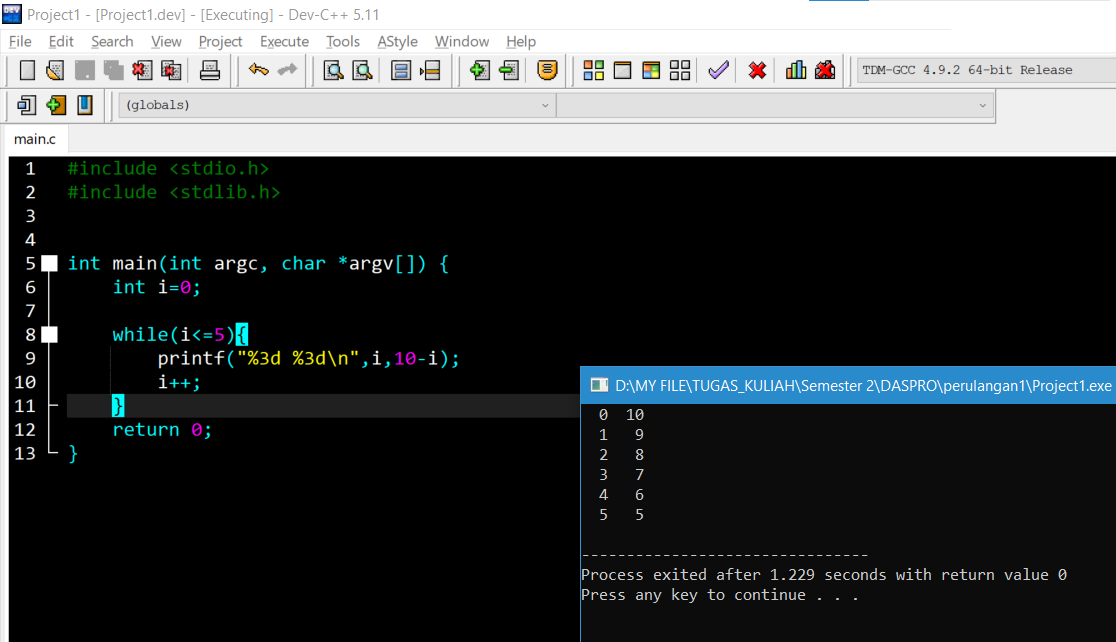 Project1 - [Project1.dev] - [Executing] - Dev-C++ 5.11
File Edit Search View Project Execute Tools AStyle Window Help
TDM-GCC 4.9.2 64-bit Release
(globals)
main.c
1 #include <stdio.h>
2 #include <stdlib.h>
3
4
5 int main(int argc, char *argv[]) {
6 int i=0;
7
8 while(i<=5){
9 printf("%3d %3d\n",i,10-i);
10 i++;
11 }
12 return 0;
13 }
D:\MY FILE\TUGAS_KULIAH\Semester 2\DASPRO\perulangan1\Project1.exe
0 10
1 9
2 8
3 7
4 6
5 5
--------------------------------
Process exited after 1.229 seconds with return value 0
Press any key to continue . . .